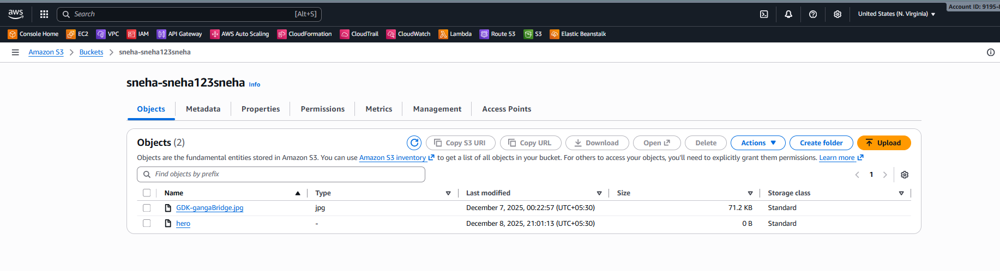 Account ID: 9195-8
aws Search [Alt+S] United States (N. Virginia)
Console Home EC2 VPC IAM API Gateway AWS Auto Scaling CloudFormation CloudTrail CloudWatch Lambda Route 53 S3 Elastic Beanstalk
Amazon S3 > Buckets > sneha-sneha123sneha
sneha-sneha123sneha Info
Objects Metadata Properties Permissions Metrics Management Access Points
Objects (2) Copy S3 URI Copy URL Download Open Delete Actions Create folder Upload
Objects are the fundamental entities stored in Amazon S3. You can use Amazon S3 inventory to get a list of all objects in your bucket. For others to access your objects, you'll need to explicitly grant them permissions. Learn more
Find objects by prefix < 1 >
Name Type Last modified Size Storage class
GDK-gangaBridge.jpg jpg December 7, 2025, 00:22:57 (UTC+05:30) 71.2 KB Standard
hero - December 8, 2025, 21:01:13 (UTC+05:30) 0 B Standard